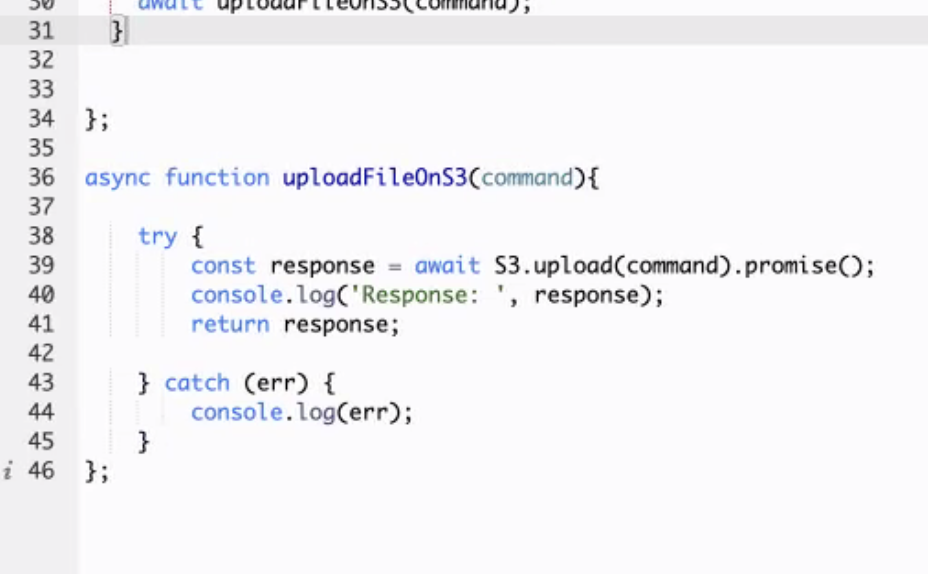 30 await uploadFileOnS3(command);
31 }
32
33
34 };
35
36 async function uploadFileOnS3(command){
37
38 try {
39 const response = await S3.upload(command).promise();
40 console.log('Response: ', response);
41 return response;
42
43 } catch (err) {
44 console.log(err);
45 }
i 46 };